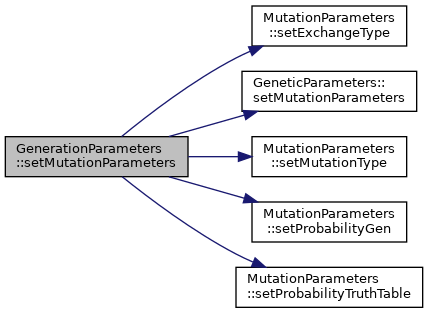 GenerationParameters
::setMutationParameters
MutationParameters
::setExchangeType
GeneticParameters::
setMutationParameters
MutationParameters
::setMutationType
MutationParameters
::setProbabilityGen
MutationParameters
::setProbabilityTruthTable